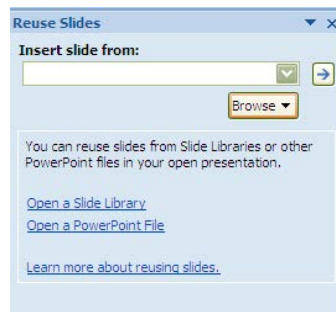 Reuse Slides
Insert slide from:
Browse
You can reuse slides from Slide Libraries or other
PowerPoint files in your open presentation.
Open a Slide Library
Open a PowerPoint File
Learn more about reusing slides.